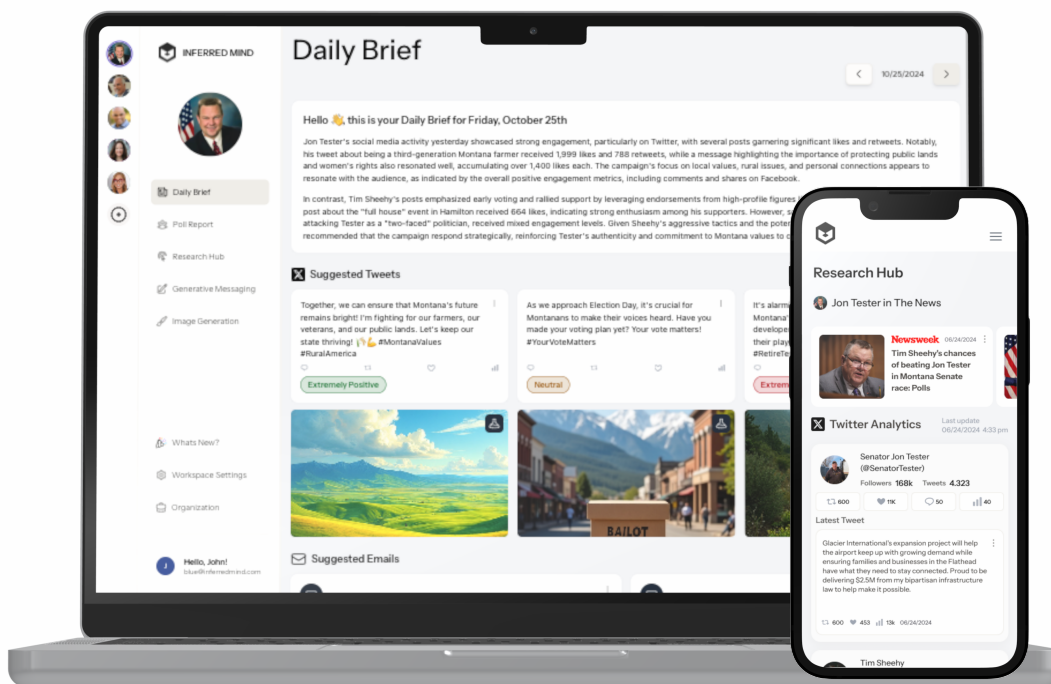 INFERRED MIND
Daily Brief
Poll Report
Research Hub
Generative Messaging
Image Generation
Whats New?
Workspace Settings
Organization
J
Hello, John!
blue@inferredmind.com
Daily Brief
10/25/2024
Hello 👋, this is your Daily Brief for Friday, October 25th
Jon Tester's social media activity yesterday showcased strong engagement, particularly on Twitter, with several posts garnering significant likes and retweets. Notably,
his tweet about being a third-generation Montana farmer received 1,999 likes and 788 retweets, while a message highlighting the importance of protecting public lands
and women's rights also resonated well, accumulating over 1,400 likes each. The campaign's focus on local values, rural issues, and personal connections appears to
resonate with the audience, as indicated by the overall positive engagement metrics, including comments and shares on Facebook.
In contrast, Tim Sheehy's posts emphasized early voting and rallied support by leveraging endorsements from high-profile figures
post about the "full house" event in Hamilton received 664 likes, indicating strong enthusiasm among his supporters. However,
attacking Tester as a "two-faced" politician, received mixed engagement levels. Given Sheehy's aggressive tactics and the
recommended that the campaign respond strategically, reinforcing Tester's authenticity and commitment to Montana values to
X Suggested Tweets
Together, we can ensure that Montana's future
remains bright! I'm fighting for our farmers, our
veterans, and our public lands. Let's keep our
state thriving! 🙌💪 #MontanaValues
#RuralAmerica
Extremely Positive
As we approach Election Day, it's crucial for
Montanans to make their voices heard. Have you
made your voting plan yet? Your vote matters!
#YourVoteMatters
Neutral
It's
Montana's
their
BAILOT
Suggested Emails
Research Hub
Jon Tester in The News
Newsweek 06/24/2024
Tim Sheehy's chances
of beating Jon Tester
in Montana Senate
race: Polls
X Twitter Analytics
Last update
06/24/2024 4:33 pm
Senator Jon Tester
(@SenatorTester)
Followers 168k Tweets 4.323
600 11K 50 40
Latest Tweet
Glacier International's expansion project will help
the airport keep up with growing demand while
ensuring families and businesses in the Flathead
have what they need to stay connected. Proud to be
delivering $2.5M from my bipartisan infrastructure
law to help make it possible.
600 453 13k 06/24/2024
Tim Sheehy